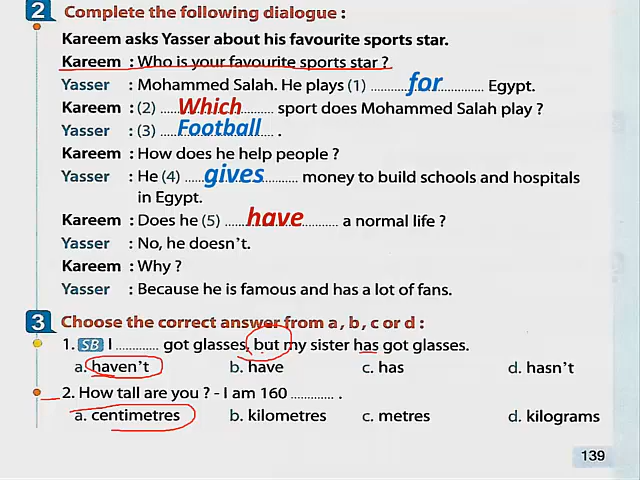 2 Complete the following dialogue :
Kareem asks Yasser about his favourite sports star.
Kareem : Who is your favourite sports star ?
Yasser : Mohammed Salah. He plays (1) ........ for ........ Egypt.
Kareem : (2) ........ Which ........ sport does Mohammed Salah play ?
Yasser : (3) ........ Football ........ .
Kareem : How does he help people ?
Yasser : He (4) ........ gives ........ money to build schools and hospitals
in Egypt.
Kareem : Does he (5) ........ have ........ a normal life ?
Yasser : No, he doesn't.
Kareem : Why ?
Yasser : Because he is famous and has a lot of fans.
3 Choose the correct answer from a, b, c or d :
1. SB I ............ got glasses, but my sister has got glasses.
a. haven't b. have c. has d. hasn't
2. How tall are you ? - I am 160 ............ .
a. centimetres b. kilometres c. metres d. kilograms
139